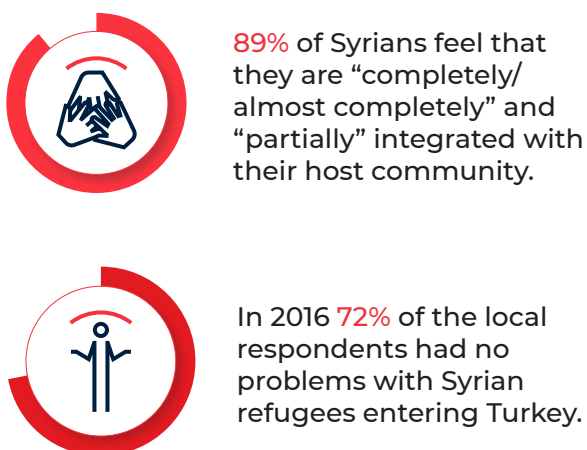 89% of Syrians feel that
they are “completely/
almost completely” and
“partially” integrated with
their host community.
In 2016 72% of the local
respondents had no
problems with Syrian
refugees entering Turkey.